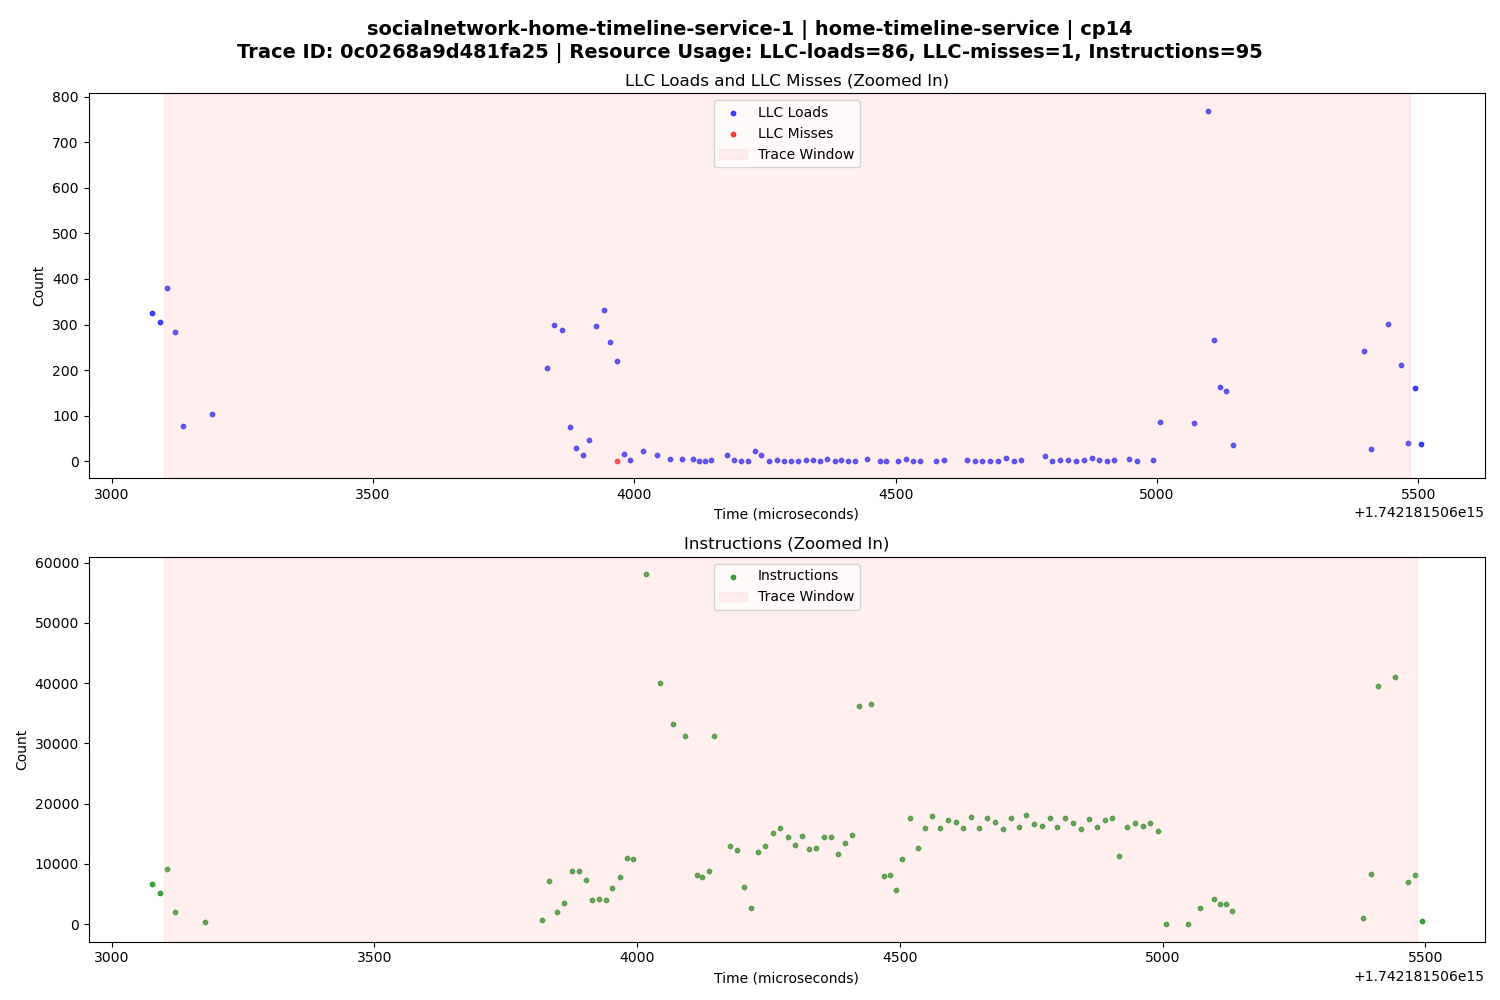 socialnetwork-home-timeline-service-1 | home-timeline-service | cp14
Trace ID: 0c0268a9d481fa25 | Resource Usage: LLC-loads=86, LLC-misses=1, Instructions=95
LLC Loads and LLC Misses (Zoomed In)
800
700
600
500
400
300
200
100
0
Count
LLC Loads
LLC Misses
Trace Window
3000
3500
4000
4500
5000
5500
Time (microseconds)
+1.742181506e15
Instructions (Zoomed In)
60000
50000
40000
30000
20000
10000
0
Count
Instructions
Trace Window
3000
3500
4000
4500
5000
5500
Time (microseconds)
+1.742181506e15